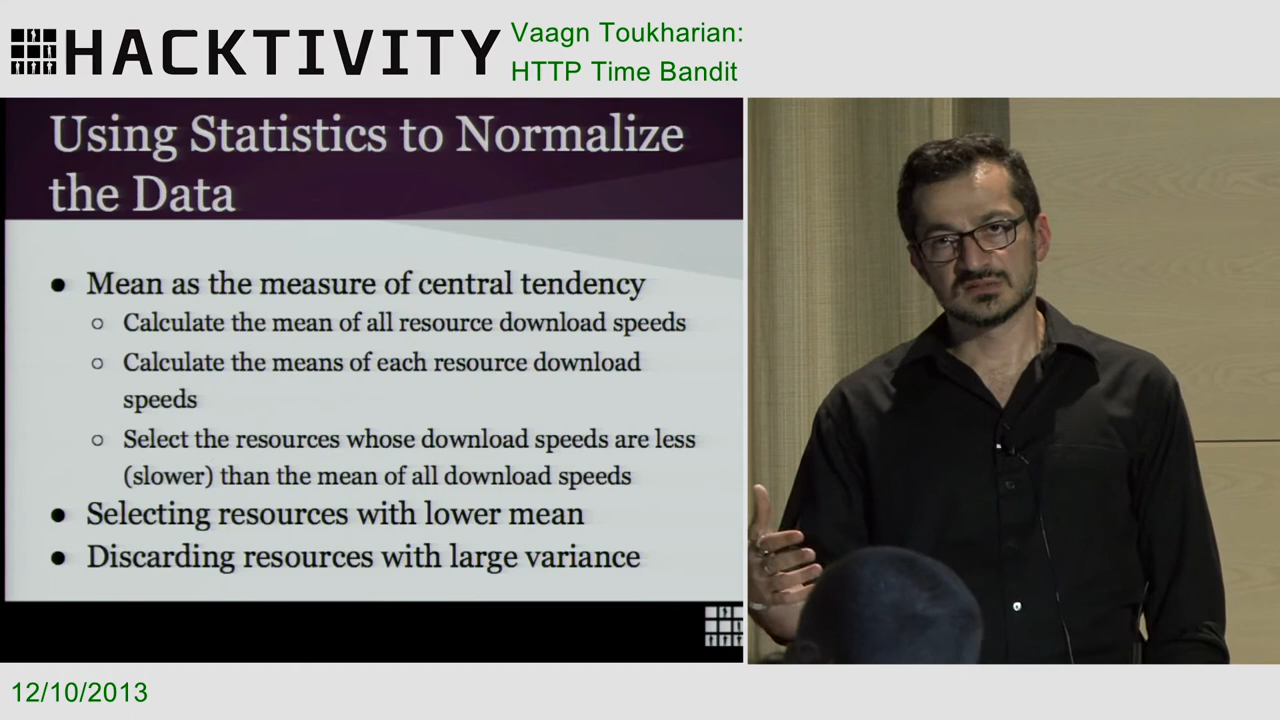 HACKTIVITY
Vaagn Toukharian:
HTTP Time Bandit
Using Statistics to Normalize
the Data
● Mean as the measure of central tendency
○ Calculate the mean of all resource download speeds
○ Calculate the means of each resource download
speeds
○ Select the resources whose download speeds are less
(slower) than the mean of all download speeds
● Selecting resources with lower mean
● Discarding resources with large variance
12/10/2013